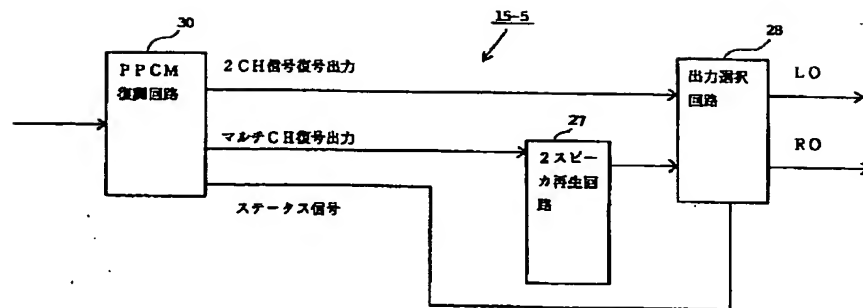 15-5
30
PPCM
復調回路
2CH信号復号出力
マルチCH復号出力
ステータス信号
27
2スピー
カ再生回
路
28
出力選択
回路
LO
RO